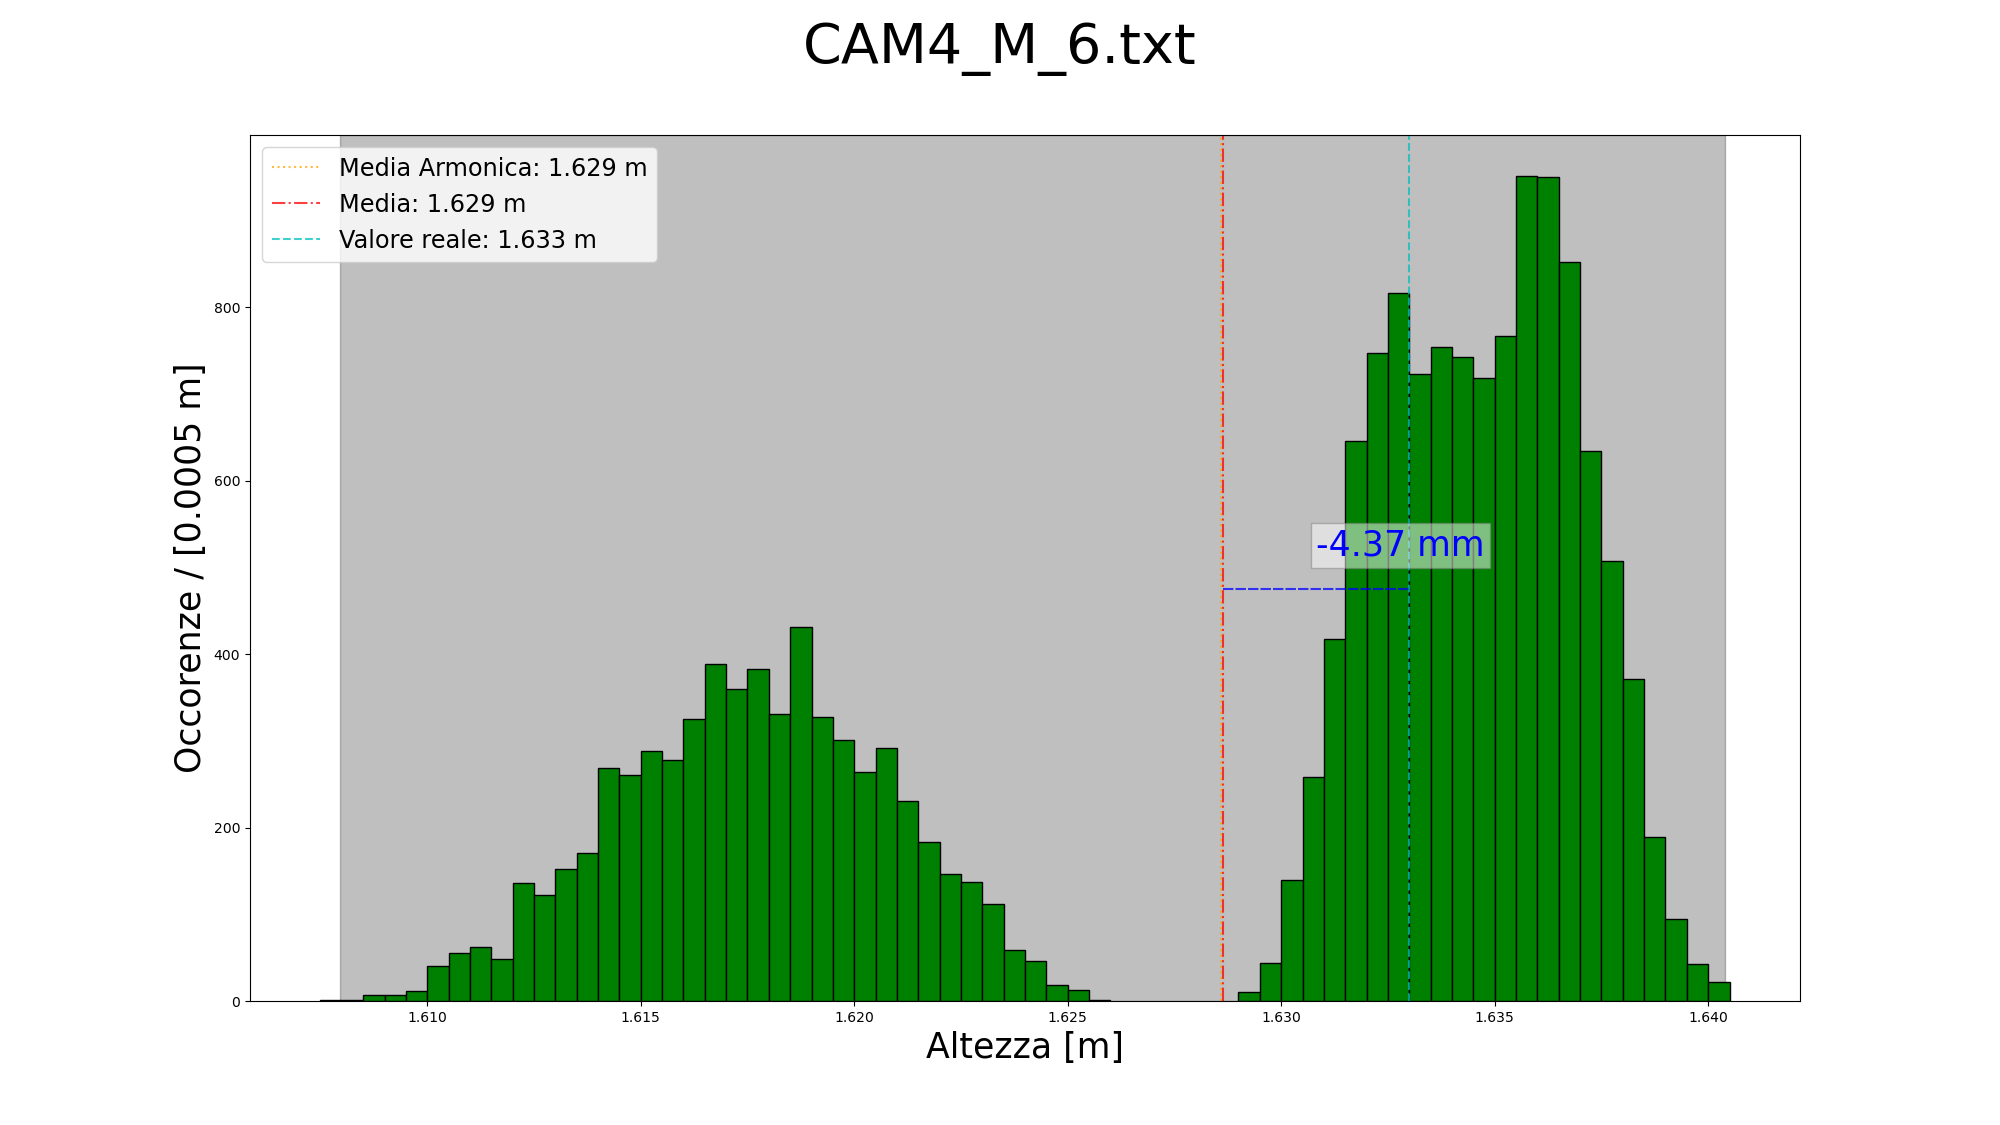 CAM4_M_6.txt
Media Armonica: 1.629 m
Media: 1.629 m
Valore reale: 1.633 m
Occorenze / [0.0005 m]
800
600
400
200
0
-4.37 mm
1.610 1.615 1.620 1.625 1.630 1.635 1.640
Altezza [m]